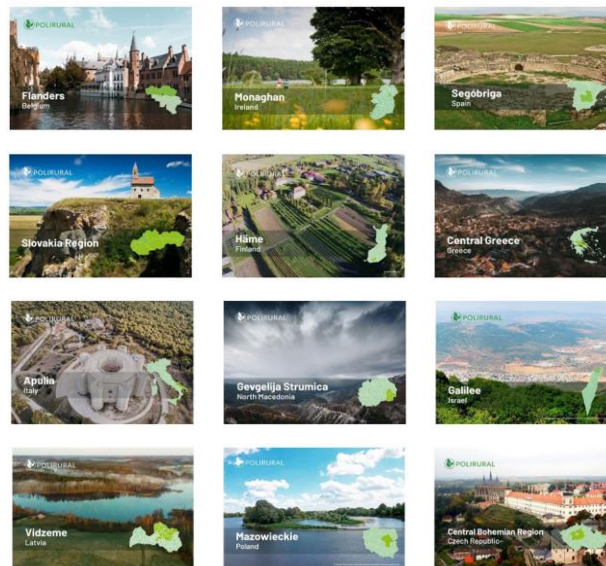 POLIRURAL
Flanders
Belgium
POLIRURAL
Monaghan
Ireland
POLIRURAL
Segóbriga
Spain
POLIRURAL
Slovakia Region
POLIRURAL
Häme
Finland
POLIRURAL
Central Greece
Greece
POLIRURAL
Apulia
Italy
POLIRURAL
Gevgelija Strumica
North Macedonia
POLIRURAL
Galilee
Israel
POLIRURAL
Vidzeme
Latvia
POLIRURAL
Mazowieckie
Poland
POLIRURAL
Central Bohemian Region
Czech Republic-